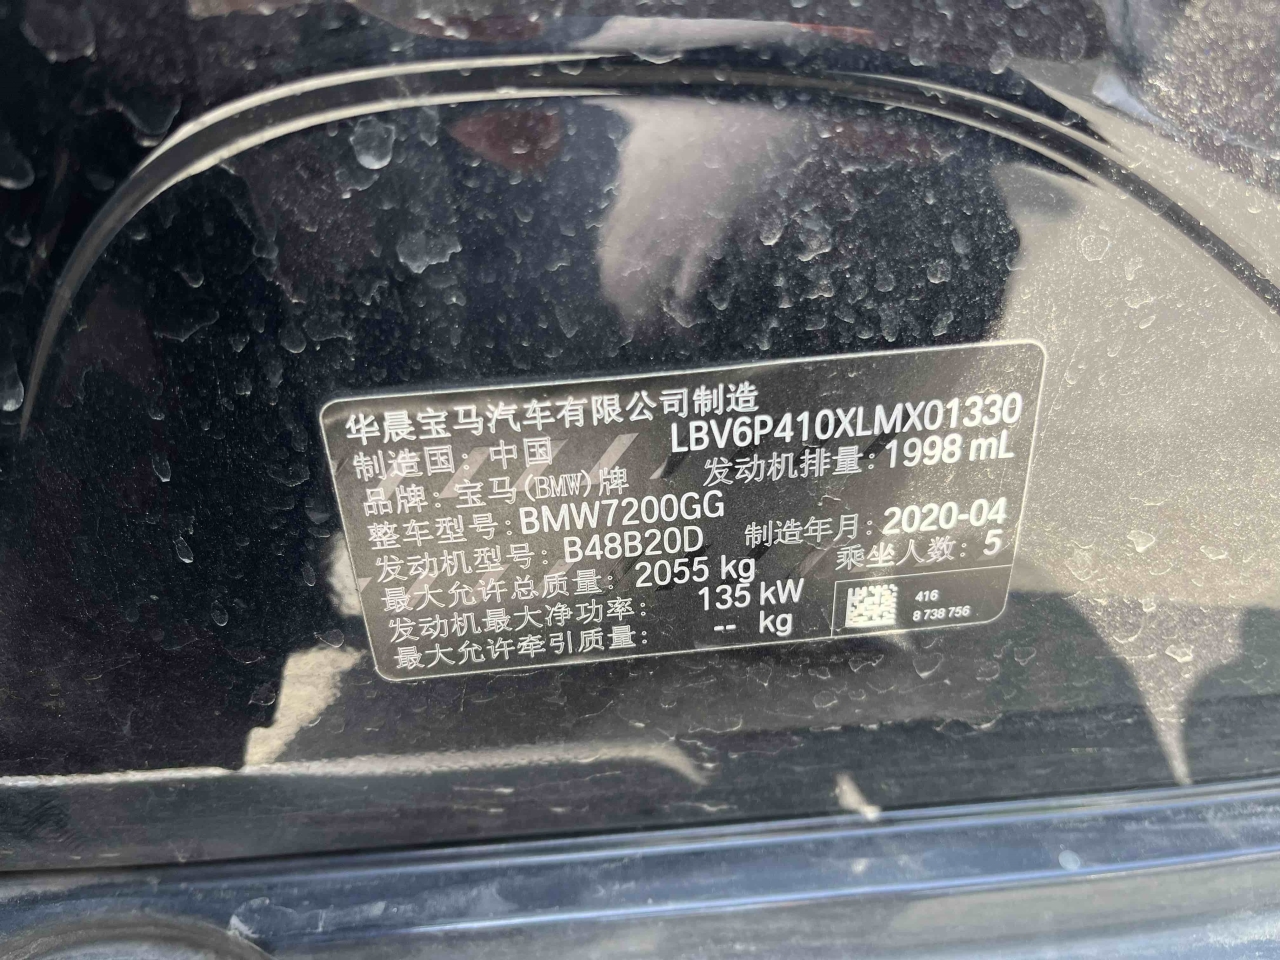 华晨宝马汽车有限公司制造
制造国：中国 LBV6P410XLMX01330
品牌：宝马(BMW)牌 发动机排量：1998 mL
整车型号：BMW7200GG
发动机型号：B48B20D 制造年月：2020-04
最大允许总质量：2055 kg 乘坐人数：5
发动机最大净功率：135 kW
最大允许牵引质量：-- kg
416
8 738 756